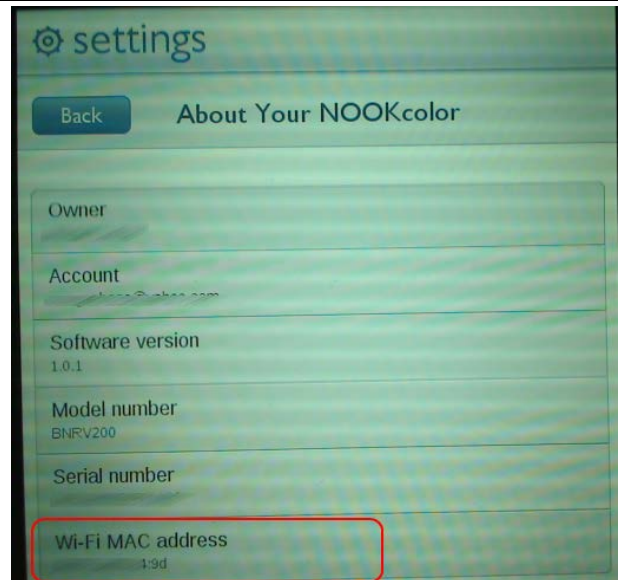 settings
Back
About Your NOOKcolor
Owner
Account
Software version
1.0.1
Model number
BNRV200
Serial number
Wi-Fi MAC address
:9d